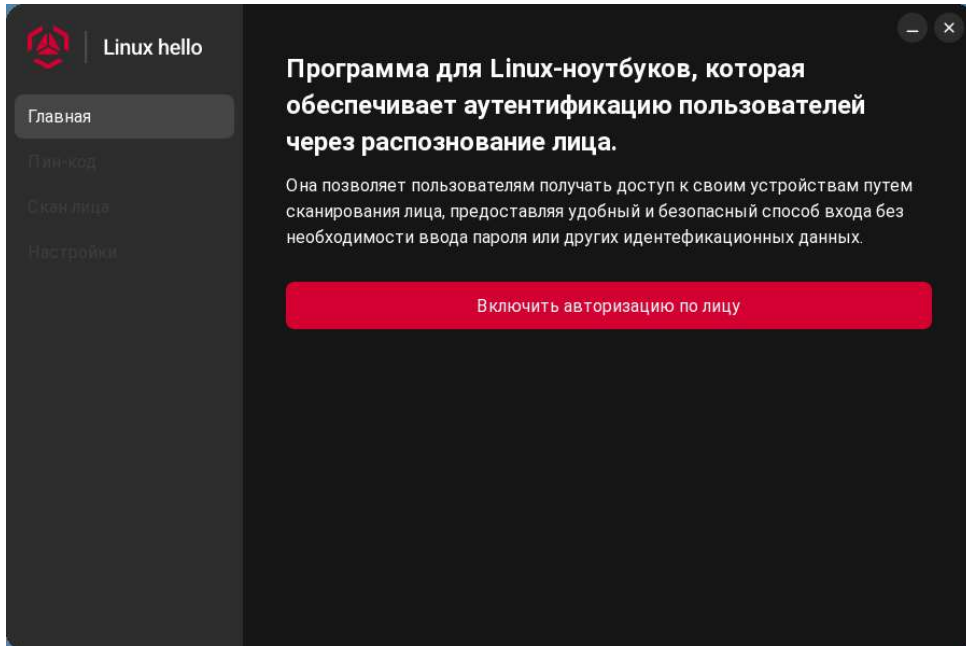 Linux hello
Главная
Пин-код
Скан лица
Настройки
Программа для Linux-ноутбуков, которая
обеспечивает аутентификацию пользователей
через распознование лица.
Она позволяет пользователям получать доступ к своим устройствам путем
сканирования лица, предоставляя удобный и безопасный способ входа без
необходимости ввода пароля или других идентефикационных данных.
Включить авторизацию по лицу